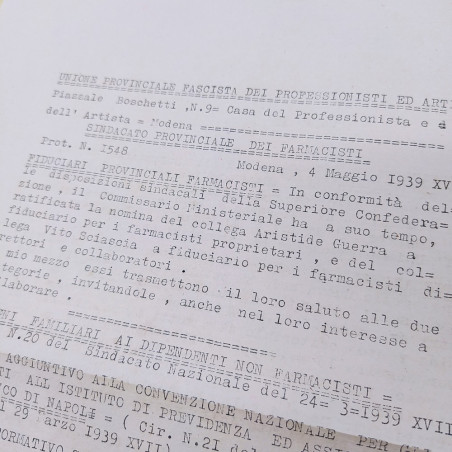 UNIONE PROVINCIALE FASCISTA DEI PROFESSIONISTI ED ARTI
Piazzale Boschetti ,N.9= Casa del Professionista e d
dell' Artista = Modena =========================
SINDACATO PROVINCIALE DEI FARMACISTI
Prot. N. 1548 Modena , 4 Maggio 1939 XV
FIDUCIARI PROVINCIALI FARMACISTI = In conformità del=
le disposizioni sindacali della Superiore Confedera=
zione , il Commissario Ministeriale ha a suo tempo,
ratificata la nomina del collega Aristide Guerra a
fiduciario per i farmacisti proprietari , e del col=
lega Vito Sciascia a fiduciario per i farmacisti di=
rettori e collaboratori .
mio mezzo essi trasmettono il loro saluto alle due
tegorie , invitandole , anche nel loro interesse a
laborare .
=========================
FAMILIARI AI DIPENDENTI NON FARMACISTI =
N.20 del Sindacato Nazionale del 24= 3=1939 XVII
AGGIUNTIVO ALLA CONVENZIONE NAZIONALE PER GLI
TI ALL ISTITUTO DI PREVIDENZA ED ASSI
CO DI NAPOLI = ( Cir. N.21 del
l 29 arzo 1939 XVII)
ORMATIVO